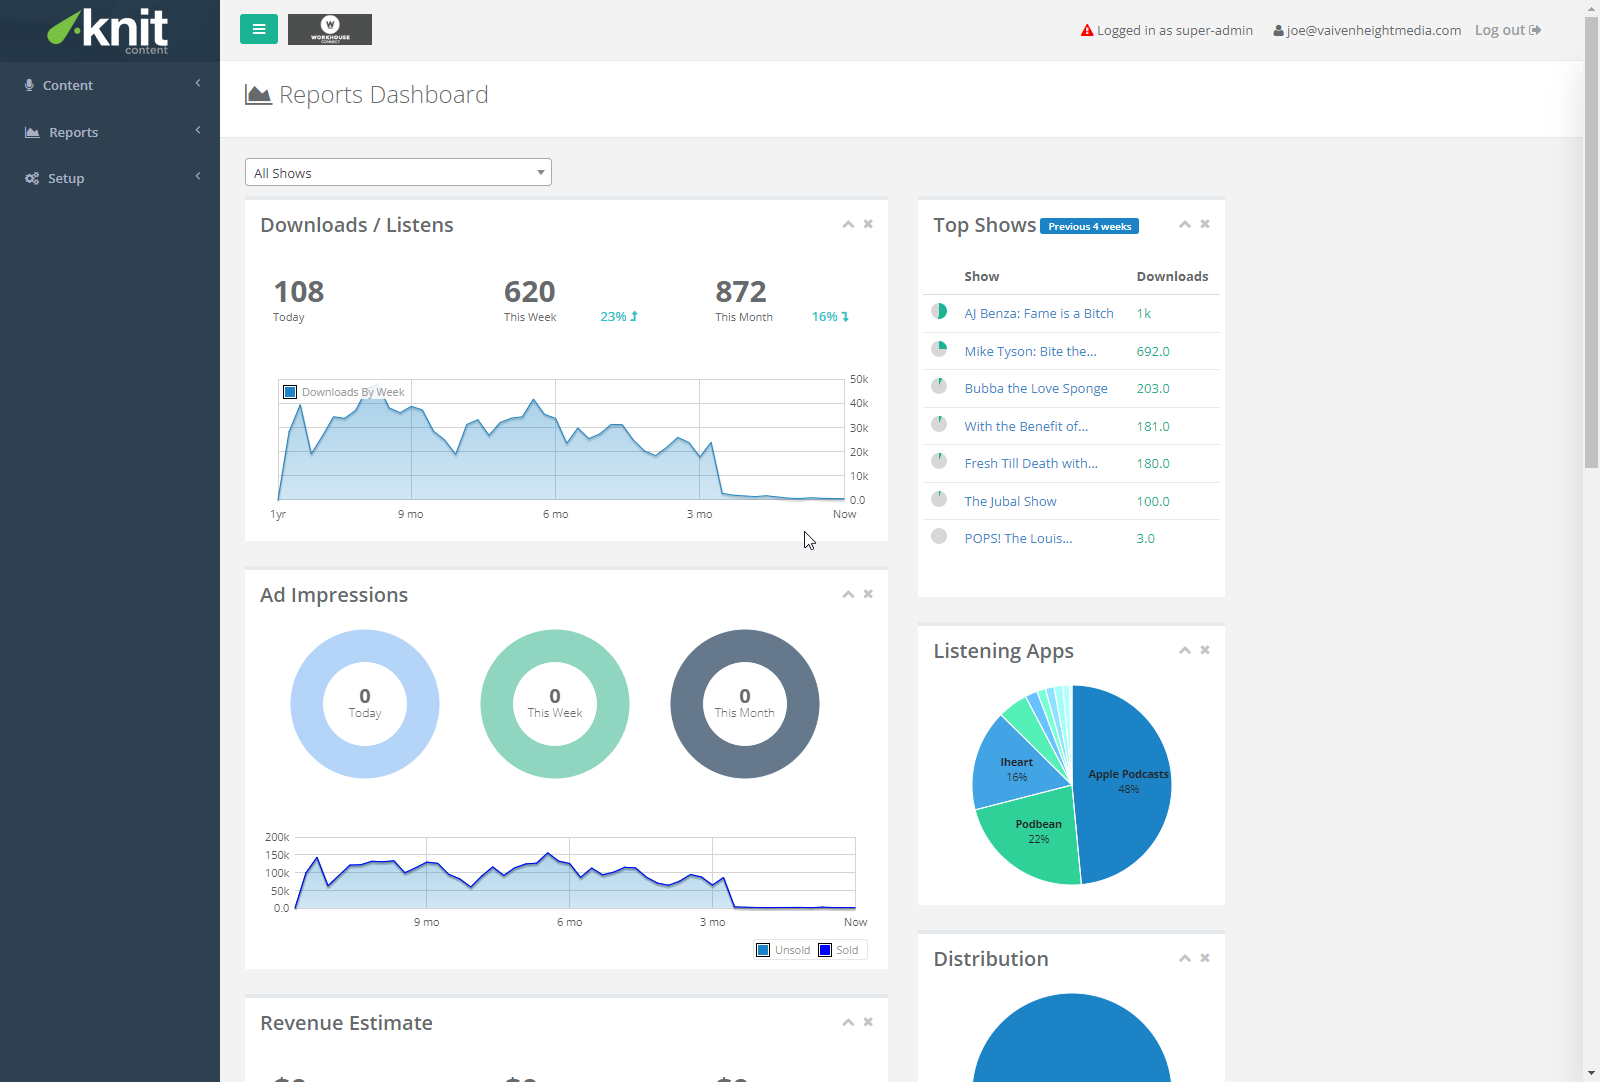 knit
content
W
WORKHOUSE
CONNECT
Logged in as super-admin
joe@vaivenheightmedia.com
Log out
Content
Reports
Setup
Reports Dashboard
All Shows
Downloads / Listens
108
Today
620
This Week
23%
872
This Month
16%
Downloads By Week
50k
40k
30k
20k
10k
0.0
1yr
9 mo
6 mo
3 mo
Now
Top Shows
Previous 4 weeks
Show
Downloads
AJ Benza: Fame is a Bitch
1k
Mike Tyson: Bite the...
692.0
Bubba the Love Sponge
203.0
With the Benefit of...
181.0
Fresh Till Death with...
180.0
The Jubal Show
100.0
POPS! The Louis...
3.0
Ad Impressions
0
Today
0
This Week
0
This Month
200k
150k
100k
50k
0.0
9 mo
6 mo
3 mo
Now
Unsold
Sold
Listening Apps
Iheart
16%
Apple Podcasts
48%
Podbean
22%
Distribution
Revenue Estimate